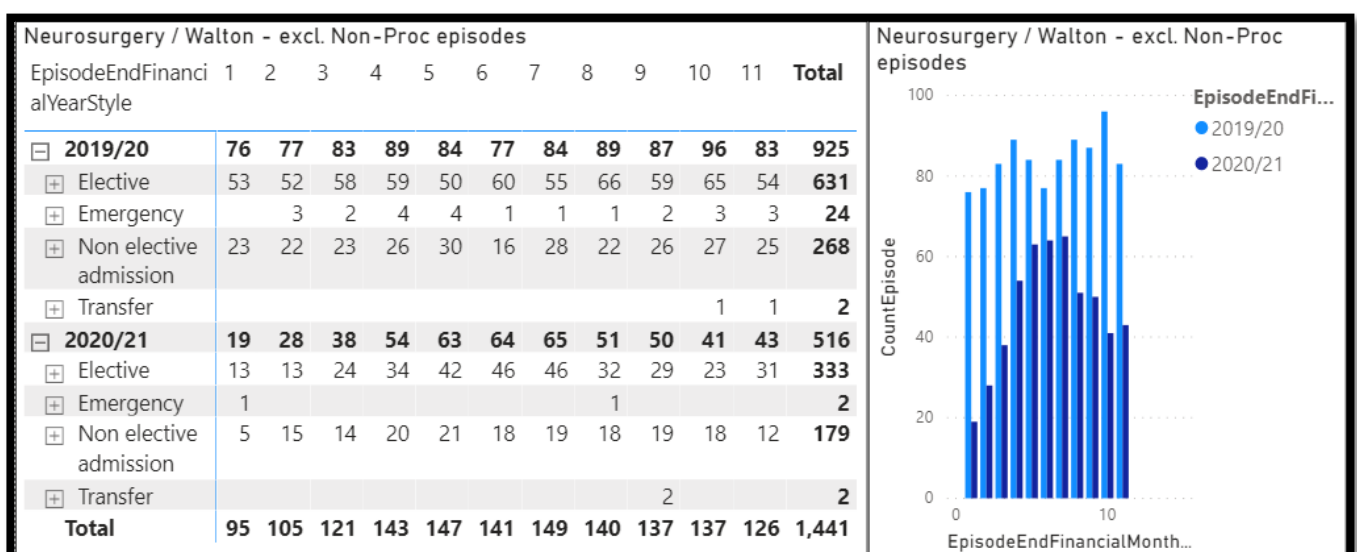 Neurosurgery / Walton - excl. Non-Proc episodes
EpisodeEndFinanci 1 2 3 4 5 6 7 8 9 10 11 Total
alYearStyle
2019/20 76 77 83 89 84 77 84 89 87 96 83 925
Elective 53 52 58 59 50 60 55 66 59 65 54 631
Emergency 3 2 4 4 1 1 1 2 3 3 24
Non elective 23 22 23 26 30 16 28 22 26 27 25 268
admission
Transfer 1 1 2
2020/21 19 28 38 54 63 64 65 51 50 41 43 516
Elective 13 13 24 34 42 46 46 32 29 23 31 333
Emergency 1 1 2
Non elective 5 15 14 20 21 18 19 18 19 18 12 179
admission
Transfer 2 2
Total 95 105 121 143 147 141 149 140 137 137 126 1,441
Neurosurgery / Walton - excl. Non-Proc
episodes
EpisodeEndFi...
2019/20
2020/21
CountEpisode
100
80
60
40
20
0
0 10
EpisodeEndFinancialMonth...